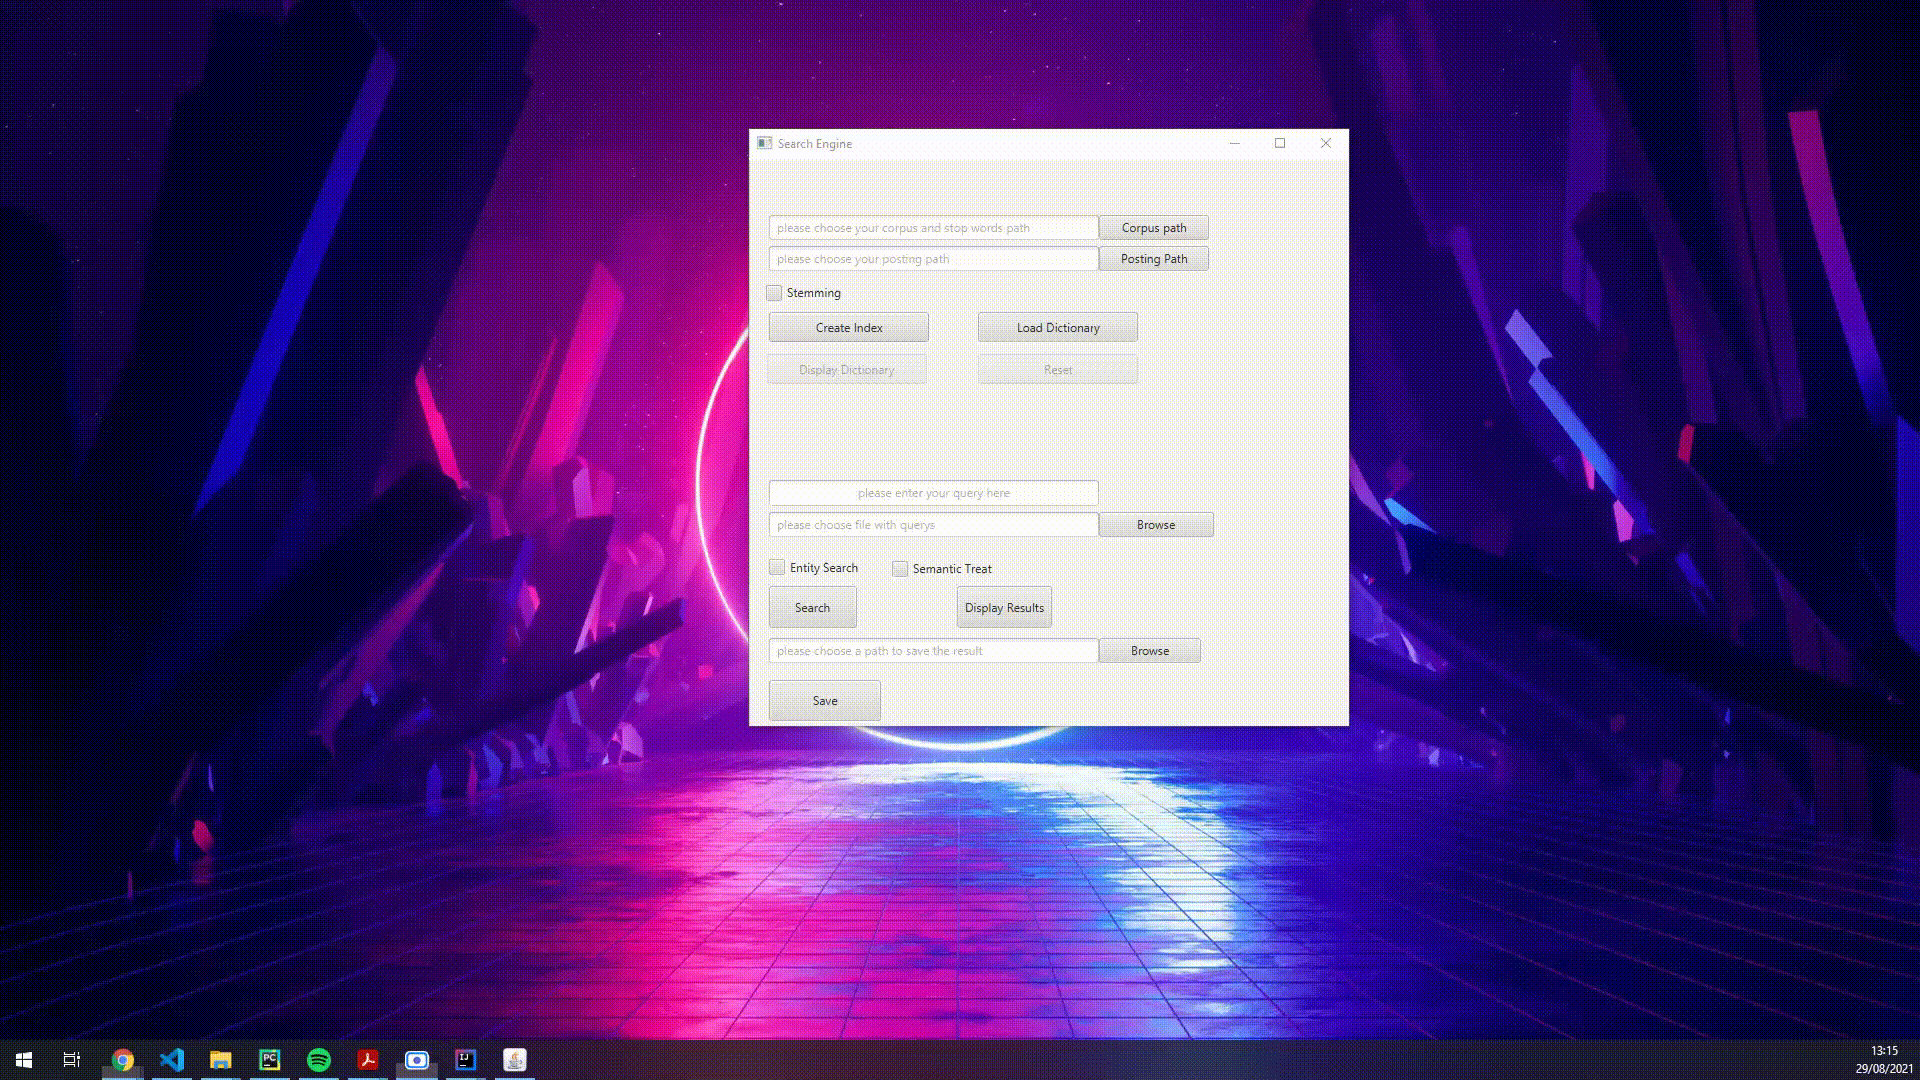 Search Engine
please choose your corpus and stop words path
Corpus path
please choose your posting path
Posting Path
Stemming
Create Index
Load Dictionary
Display Dictionary
Reset
please enter your query here
please choose file with querys
Browse
Entity Search
Semantic Treat
Search
Display Results
please choose a path to save the result
Browse
Save
PC
IJ
13:15
29/08/2021